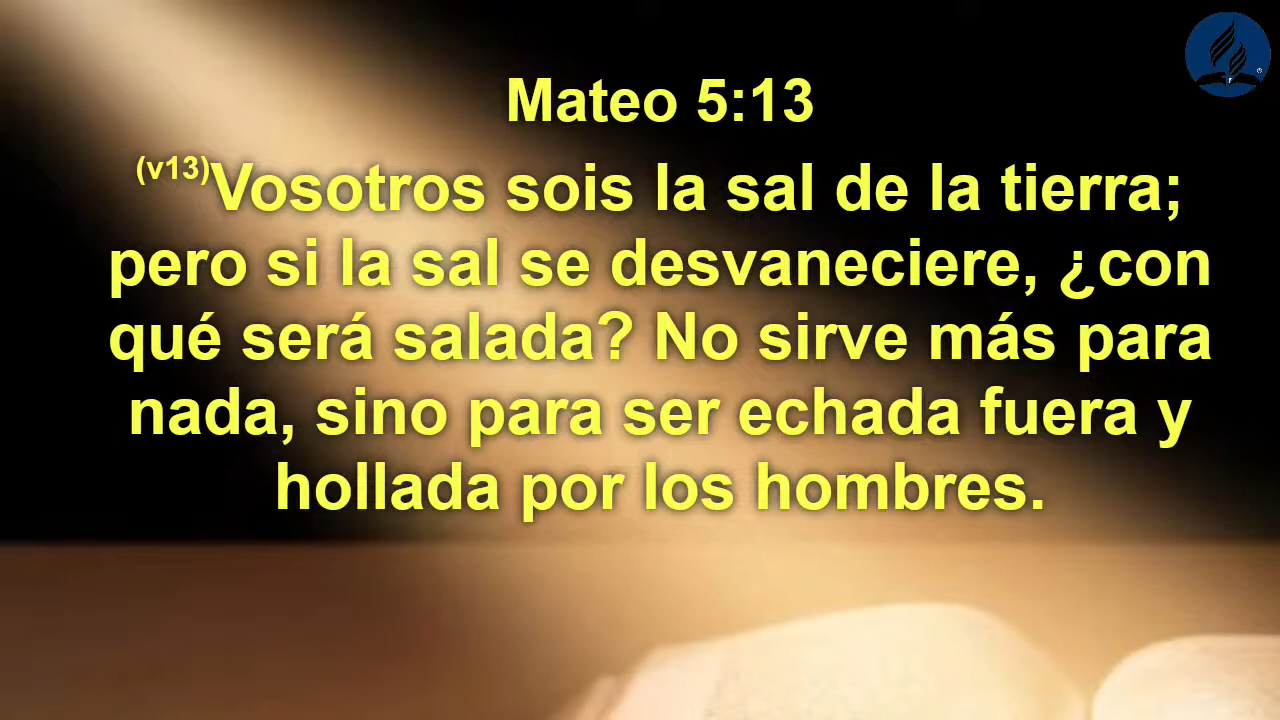 Mateo 5:13
(v13)Vosotros sois la sal de la tierra;
pero si la sal se desvaneciere, ¿con
qué será salada? No sirve más para
nada, sino para ser echada fuera y
hollada por los hombres.